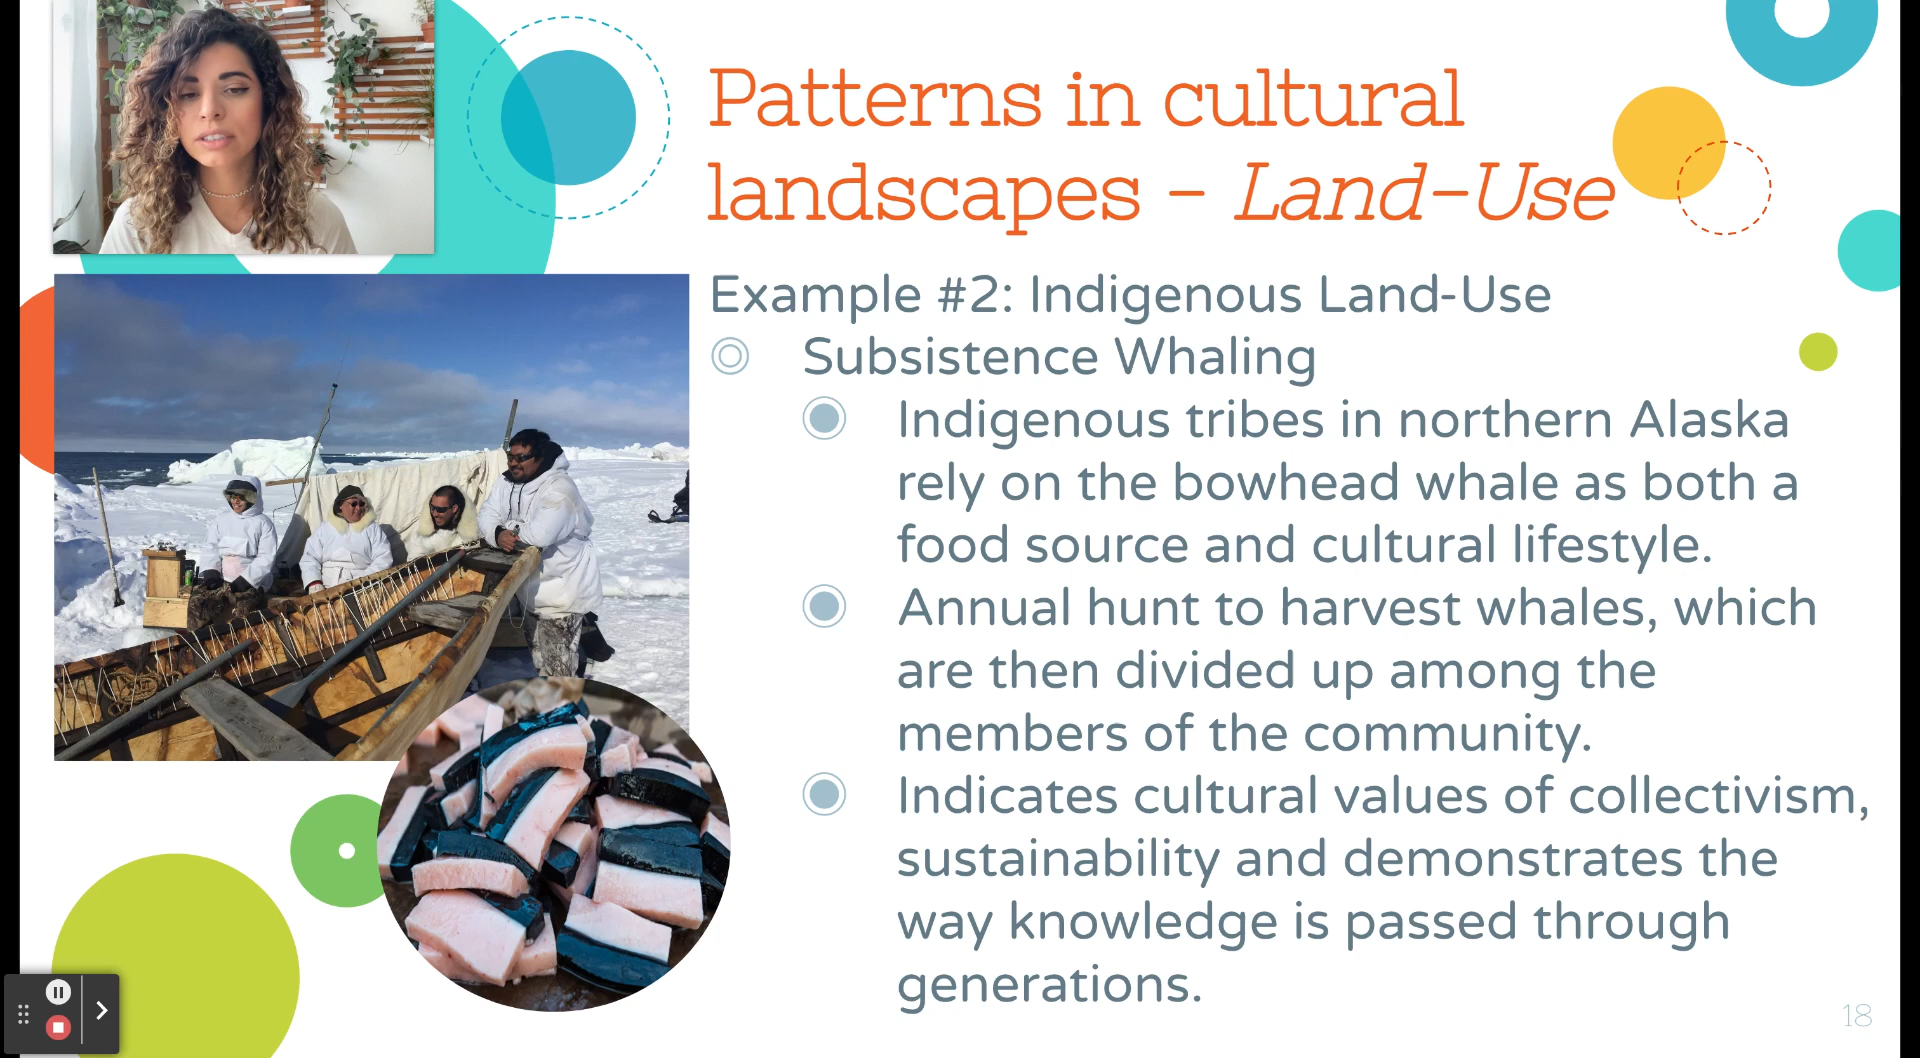 Patterns in cultural
landscapes - Land-Use
Example #2: Indigenous Land-Use
Subsistence Whaling
Indigenous tribes in northern Alaska
rely on the bowhead whale as both a
food source and cultural lifestyle.
Annual hunt to harvest whales, which
are then divided up among the
members of the community.
Indicates cultural values of collectivism,
sustainability and demonstrates the
way knowledge is passed through
generations.
18